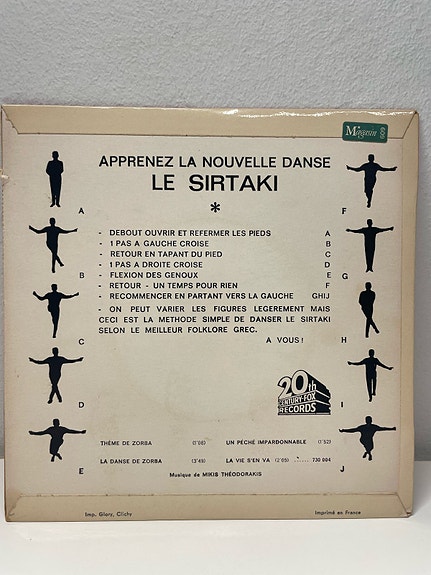 Magasin 609
APPRENEZ LA NOUVELLE DANSE
LE SIRTAKI
*
- DEBOUT OUVRIR ET REFERMER LES PIEDS A
- 1 PAS A GAUCHE CROISE B
- RETOUR EN TAPANT DU PIED C
- 1 PAS A DROITE CROISE D
- FLEXION DES GENOUX E
- RETOUR - UN TEMPS POUR RIEN F
- RECOMMENCER EN PARTANT VERS LA GAUCHE GHIJ
- ON PEUT VARIER LES FIGURES LEGEREMENT MAIS
CECI EST LA METHODE SIMPLE DE DANSER LE SIRTAKI
SELON LE MEILLEUR FOLKLORE GREC.
A VOUS !
A
B
C
D
E
F
G
H
I
J
20th
CENTURY-FOX
RECORDS
THÈME DE ZORBA (1'08) UN PÉCHÉ IMPARDONNABLE (1'52)
LA DANSE DE ZORBA (3'49) LA VIE S'EN VA (2'05) ...... 730 004
Musique de MIKIS THÉODORAKIS
Imp. Glory, Clichy
Imprimé en France